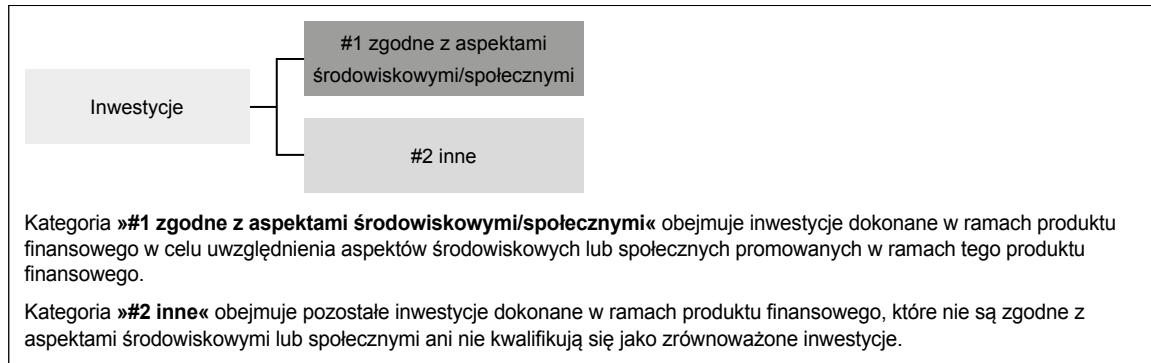 #1 zgodne z aspektami
środowiskowymi/społecznymi
Inwestycje
#2 inne
Kategoria »#1 zgodne z aspektami środowiskowymi/społecznymi« obejmuje inwestycje dokonane w ramach produktu
finansowego w celu uwzględnienia aspektów środowiskowych lub społecznych promowanych w ramach tego produktu
finansowego.
Kategoria »#2 inne« obejmuje pozostałe inwestycje dokonane w ramach produktu finansowego, które nie są zgodne z
aspektami środowiskowymi lub społecznymi ani nie kwalifikują się jako zrównoważone inwestycje.